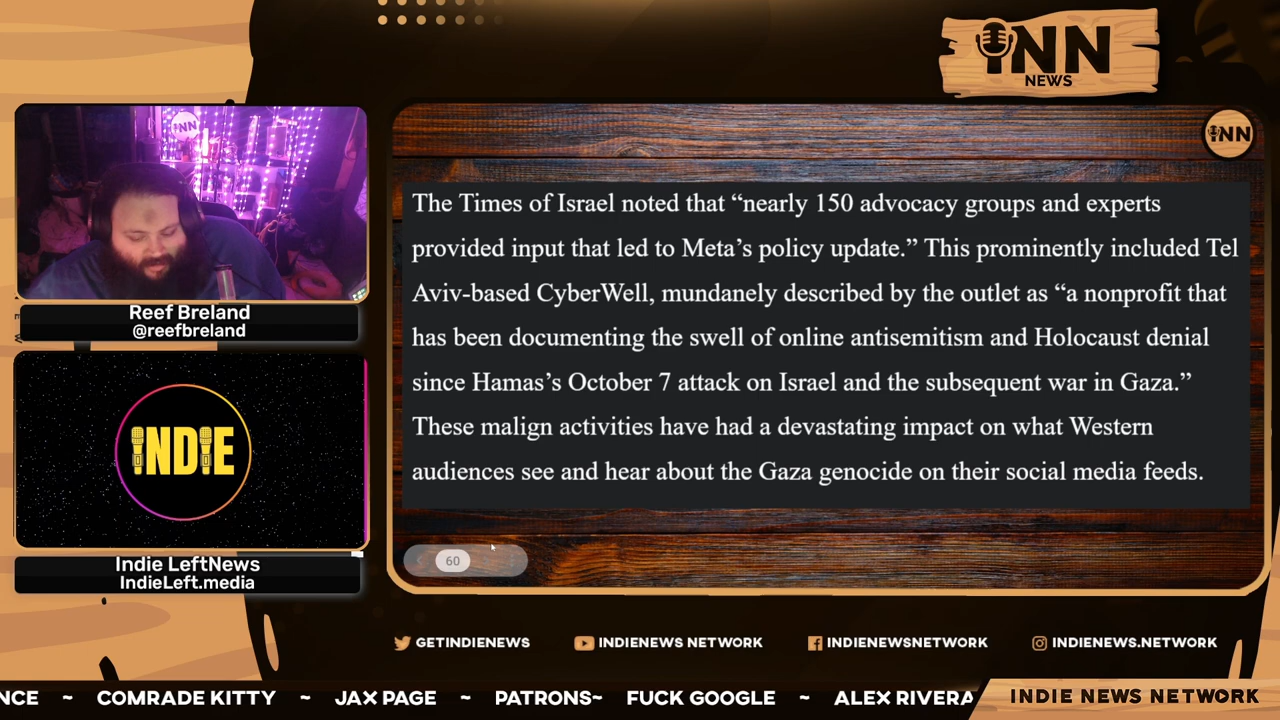 iNN
NEWS
iNN
iNN
The Times of Israel noted that “nearly 150 advocacy groups and experts
provided input that led to Meta’s policy update.” This prominently included Tel
Aviv-based CyberWell, mundanely described by the outlet as “a nonprofit that
has been documenting the swell of online antisemitism and Holocaust denial
since Hamas’s October 7 attack on Israel and the subsequent war in Gaza.”
These malign activities have had a devastating impact on what Western
audiences see and hear about the Gaza genocide on their social media feeds.
Reef Breland
@reefbreland
iNDiE
Indie LeftNews
IndieLeft.media
60
GETINDIENEWS
INDIENEWS NETWORK
INDIENEWSNETWORK
INDIENEWS.NETWORK
NCE ~ COMRADE KITTY ~ JAX PAGE ~ PATRONS~ FUCK GOOGLE ~ ALEX RIVERA
INDIE NEWS NETWORK